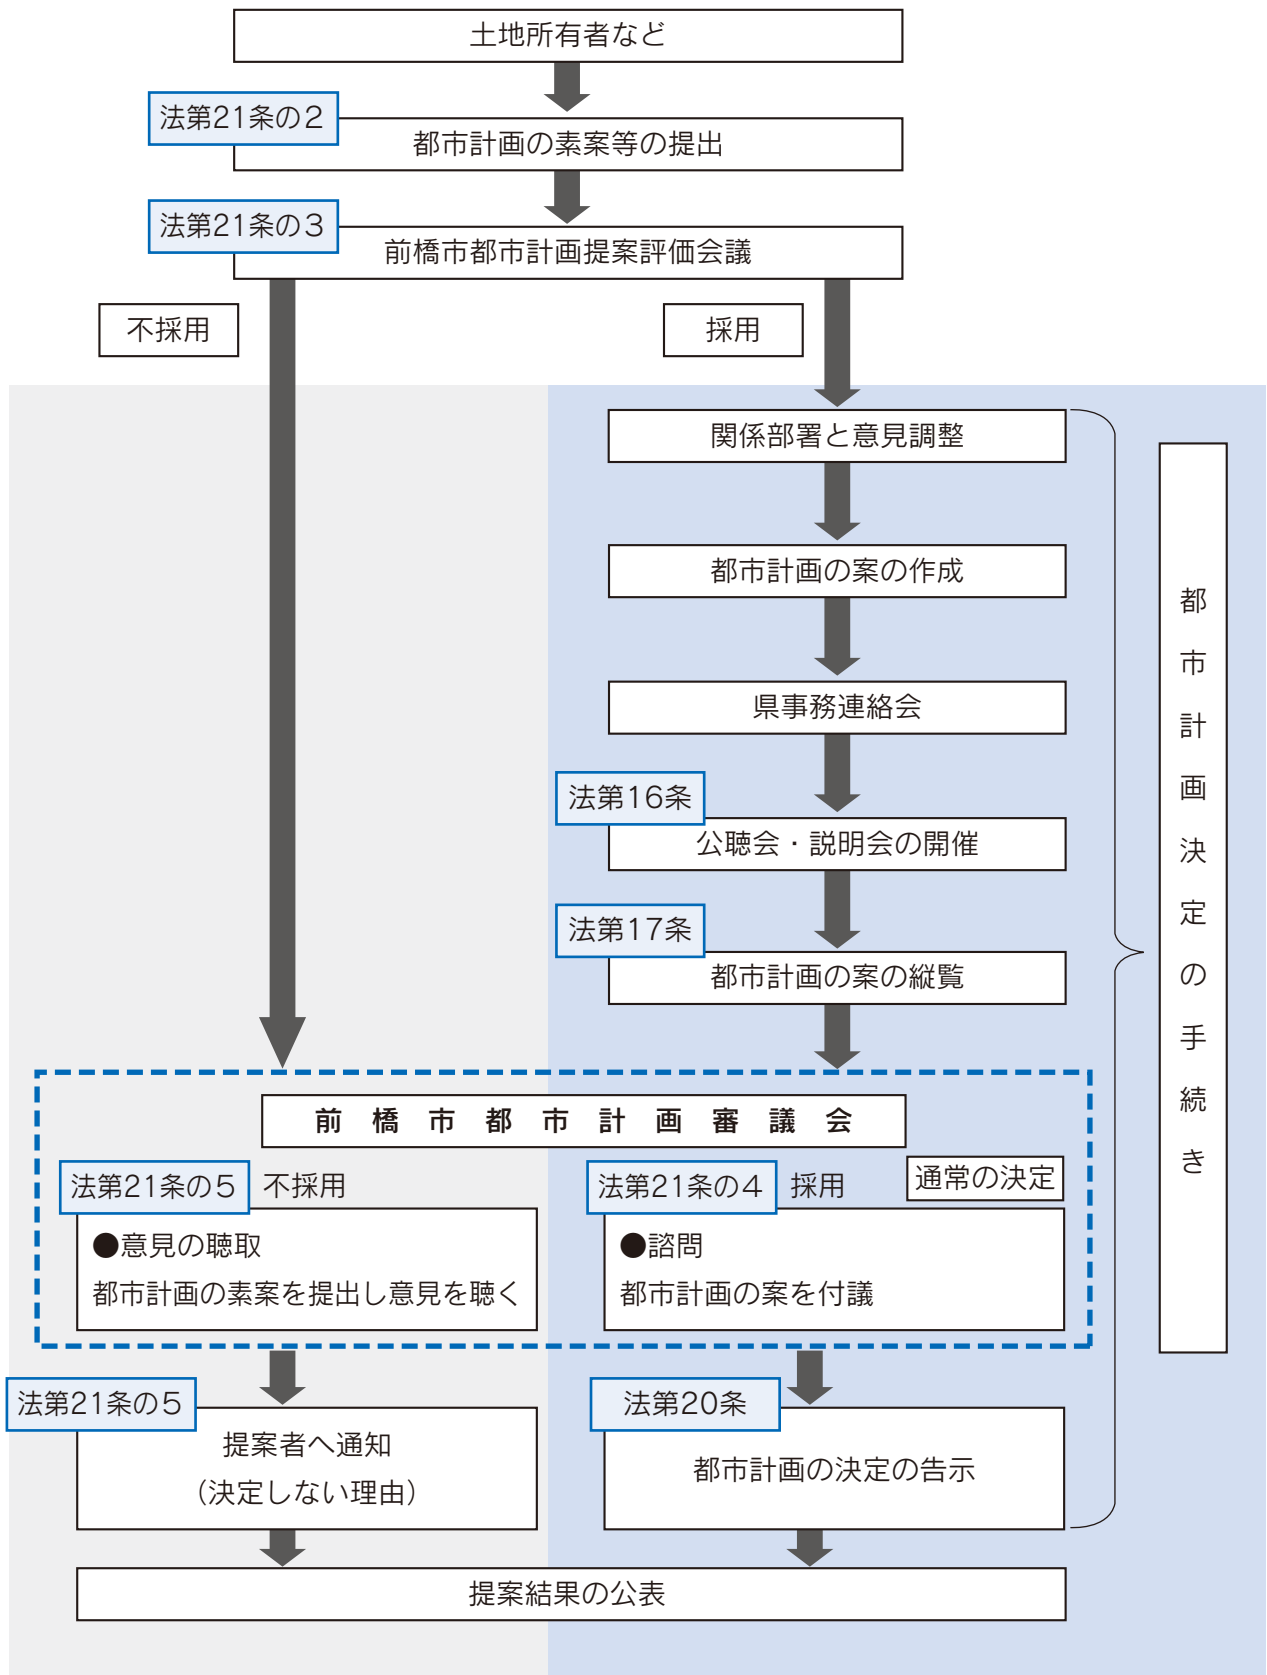 土地所有者など
法第21条の２
都市計画の素案等の提出
法第21条の３
前橋市都市計画提案評価会議
不採用
採用
関係部署と意見調整
都市計画の案の作成
県事務連絡会
法第16条
公聴会・説明会の開催
法第17条
都市計画の案の縦覧
都市計画決定の手続き
前橋市都市計画審議会
法第21条の５
不採用
●意見の聴取
都市計画の素案を提出し意見を聴く
法第21条の４
採用
通常の決定
●諮問
都市計画の案を付議
法第21条の５
提案者へ通知
（決定しない理由）
法第20条
都市計画の決定の告示
提案結果の公表